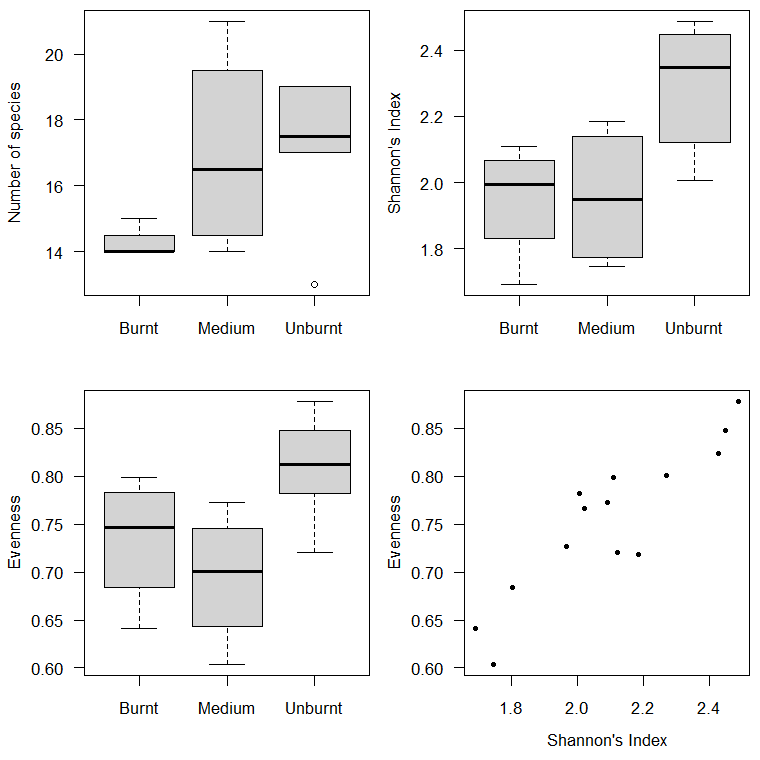 Number of species
20
18
16
14
Burnt Medium Unburnt
Shannon's Index
2.4
2.2
2.0
1.8
Burnt Medium Unburnt
Evenness
0.85
0.80
0.75
0.70
0.65
0.60
Burnt Medium Unburnt
Evenness
0.85
0.80
0.75
0.70
0.65
0.60
1.8 2.0 2.2 2.4
Shannon's Index